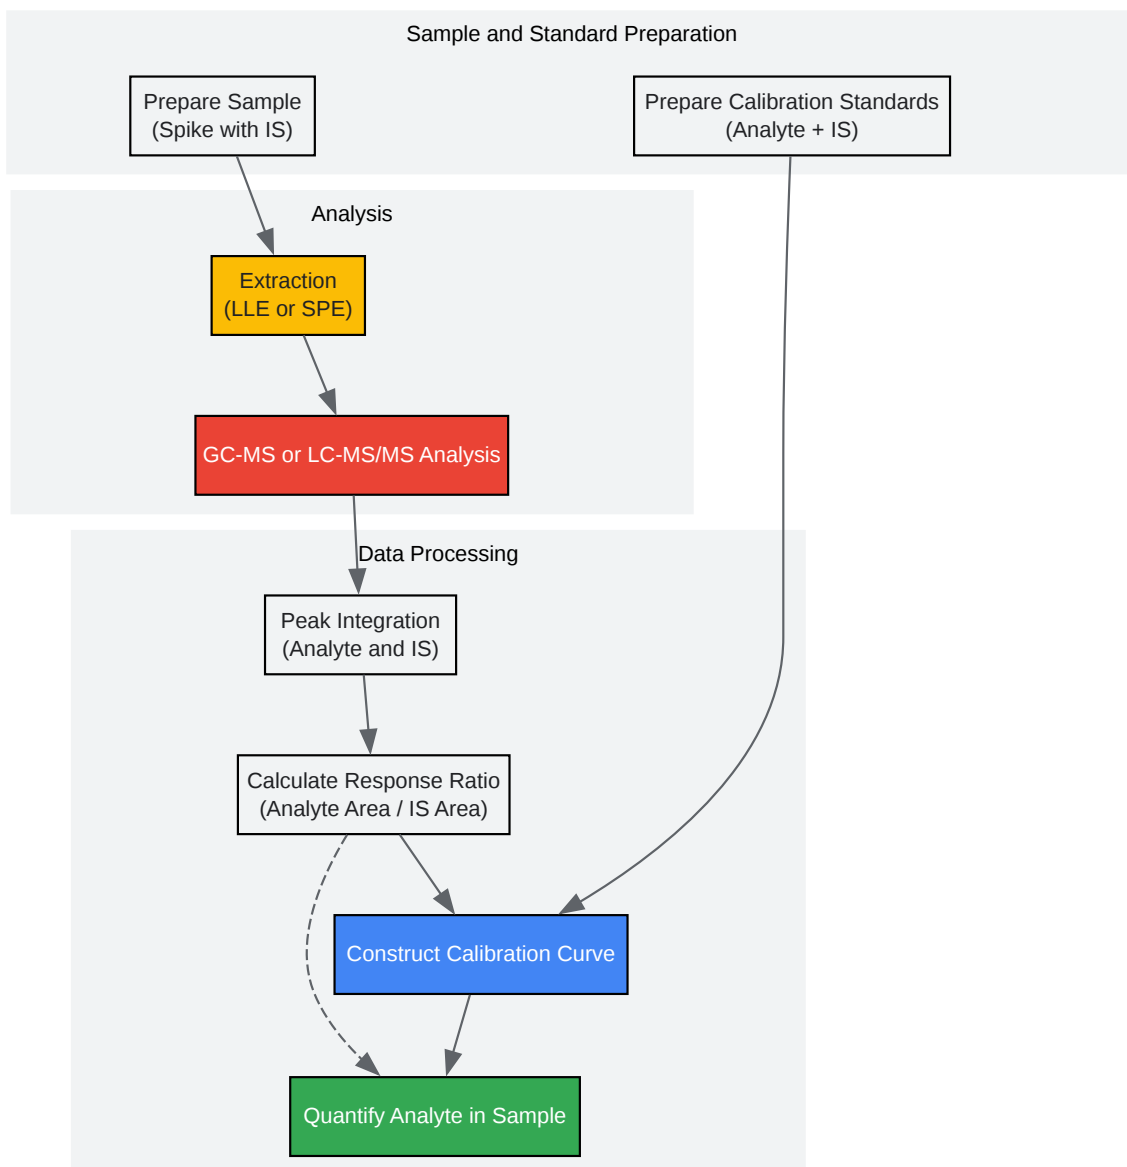 Sample and Standard Preparation
Prepare Sample
(Spike with IS)
Prepare Calibration Standards
(Analyte + IS)
Analysis
Extraction
(LLE or SPE)
GC-MS or LC-MS/MS Analysis
Data Processing
Peak Integration
(Analyte and IS)
Calculate Response Ratio
(Analyte Area / IS Area)
Construct Calibration Curve
Quantify Analyte in Sample